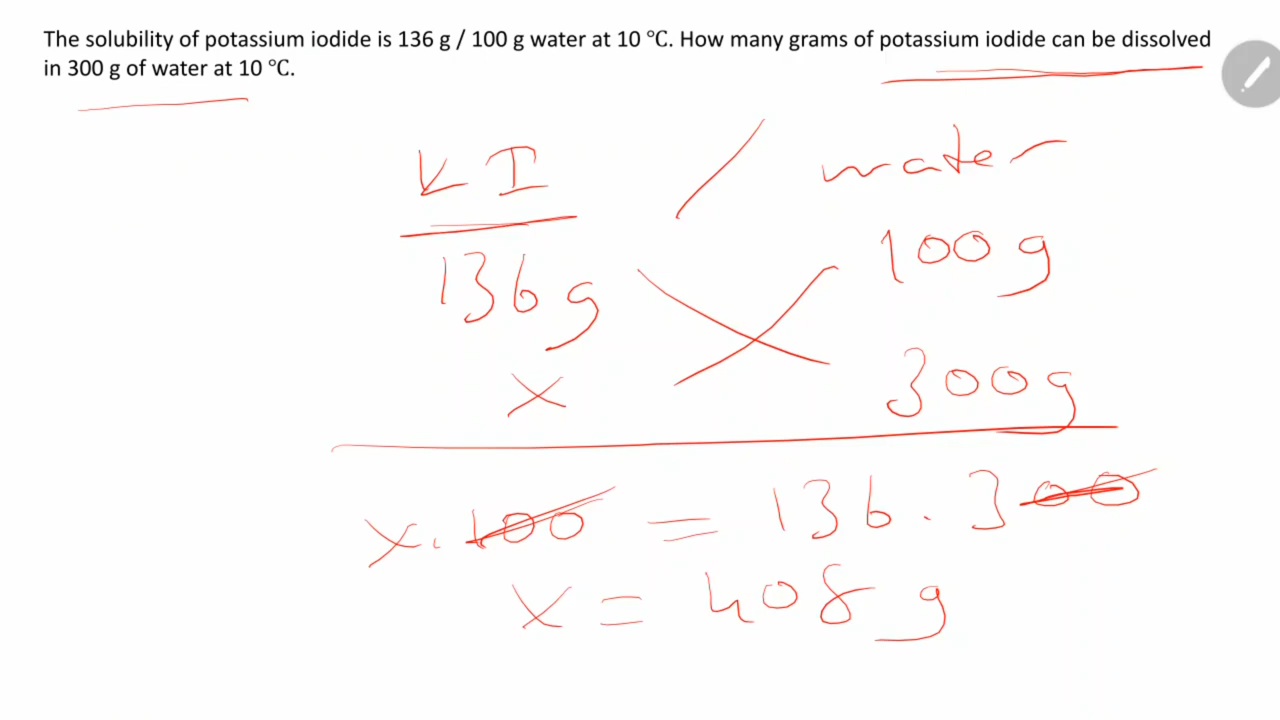 The solubility of potassium iodide is 136 g / 100 g water at 10 °C. How many grams of potassium iodide can be dissolved
in 300 g of water at 10 °C.
KI / water
136 g 100 g
x 300 g
x. 100 = 136 . 300
x = 408 g